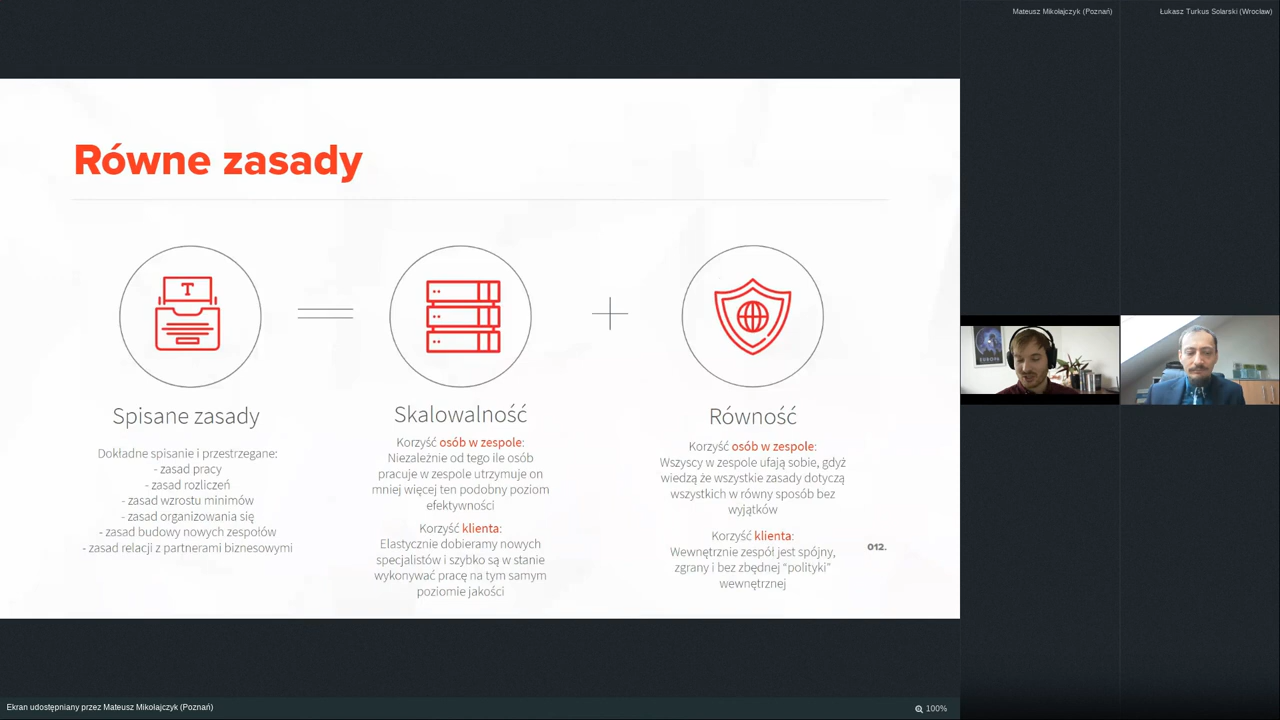 Mateusz Mikołajczyk (Poznań)
Łukasz Turkus Solarski (Wrocław)
Równe zasady
T
Spisane zasady
Dokładne spisanie i przestrzeganie:
- zasad pracy
- zasad rozliczeń
- zasad wzrostu minimów
- zasad organizowania się
- zasad budowy nowych zespołów
- zasad relacji z partnerami biznesowymi
Skalowalność
Korzyść osób w zespole:
Niezależnie od tego ile osób
pracuje w zespole utrzymuje on
mniej więcej ten podobny poziom
efektywności
Korzyść klienta:
Elastycznie dobieramy nowych
specjalistów i szybko są w stanie
wykonywać pracę na tym samym
poziomie jakości
Równość
Korzyść osób w zespole:
Wszyscy w zespole ufają sobie, gdyż
wiedzą że wszystkie zasady dotyczą
wszystkich w równy sposób bez
wyjątków
Korzyść klienta:
Wewnętrznie zespół jest spójny,
zgrany i bez zbędnej "polityki"
wewnętrznej
012.
EUROPA
Ekran udostępniany przez Mateusz Mikołajczyk (Poznań)
100%